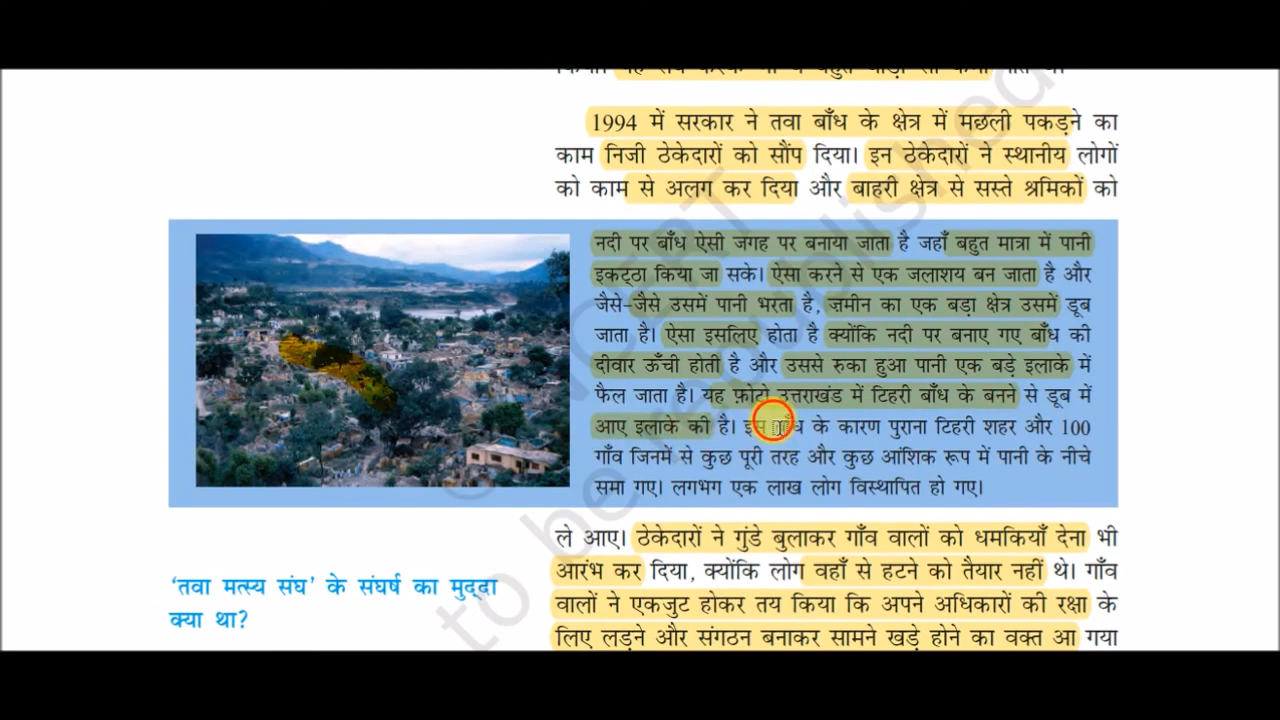 1994 में सरकार ने तवा बाँध के क्षेत्र में मछली पकड़ने का
काम निजी ठेकेदारों को सौंप दिया। इन ठेकेदारों ने स्थानीय लोगों
को काम से अलग कर दिया और बाहरी क्षेत्र से सस्ते श्रमिकों को
नदी पर बाँध ऐसी जगह पर बनाया जाता है जहाँ बहुत मात्रा में पानी
इकट्ठा किया जा सके। ऐसा करने से एक जलाशय बन जाता है और
जैसे-जैसे उसमें पानी भरता है, ज़मीन का एक बड़ा क्षेत्र उसमें डूब
जाता है। ऐसा इसलिए होता है क्योंकि नदी पर बनाए गए बाँध की
दीवार ऊँची होती है और उससे रुका हुआ पानी एक बड़े इलाके में
फैल जाता है। यह फ़ोटो उत्तराखंड में टिहरी बाँध के बनने से डूब में
आए इलाके की है। इस बाँध के कारण पुराना टिहरी शहर और 100
गाँव जिनमें से कुछ पूरी तरह और कुछ आंशिक रूप में पानी के नीचे
समा गए। लगभग एक लाख लोग विस्थापित हो गए।
ले आए। ठेकेदारों ने गुंडे बुलाकर गाँव वालों को धमकियाँ देना भी
आरंभ कर दिया, क्योंकि लोग वहाँ से हटने को तैयार नहीं थे। गाँव
वालों ने एकजुट होकर तय किया कि अपने अधिकारों की रक्षा के
लिए लड़ने और संगठन बनाकर सामने खड़े होने का वक्त आ गया
'तवा मत्स्य संघ' के संघर्ष का मुद्दा
क्या था?
to be republished